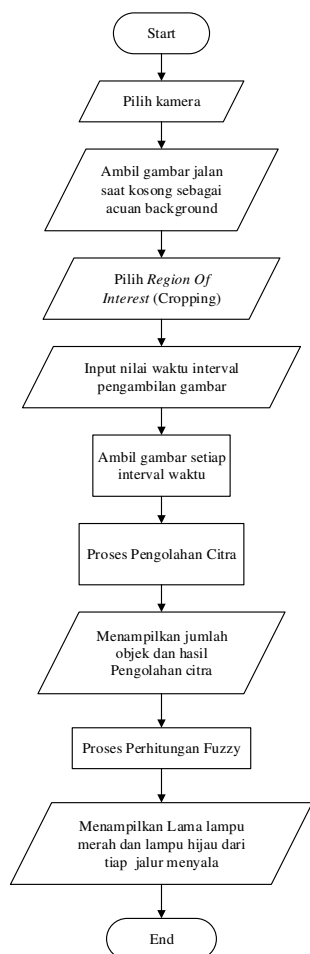 Start
Pilih kamera
Ambil gambar jalan
saat kosong sebagai
acuan background
Pilih Region Of
Interest (Cropping)
Input nilai waktu interval
pengambilan gambar
Ambil gambar setiap
interval waktu
Proses Pengolahan Citra
Menampilkan jumlah
objek dan hasil
Pengolahan citra
Proses Perhitungan Fuzzy
Menampilkan Lama lampu
merah dan lampu hijau dari
tiap jalur menyala
End